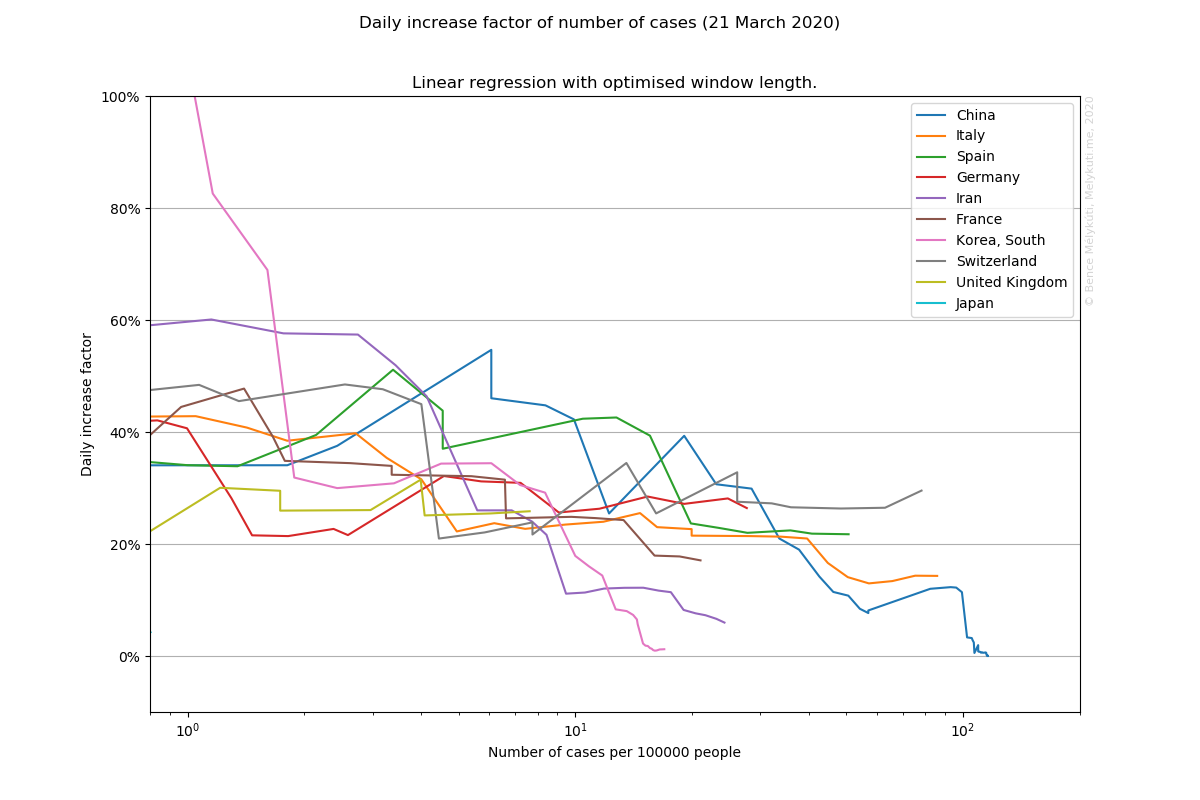 Daily increase factor of number of cases (21 March 2020)
Linear regression with optimised window length.
100%
80%
60%
40%
20%
0%
Daily increase factor
10⁰
10¹
10²
Number of cases per 100000 people
China
Italy
Spain
Germany
Iran
France
Korea, South
Switzerland
United Kingdom
Japan
© Bence Mélykúti, Melykuti.me, 2020